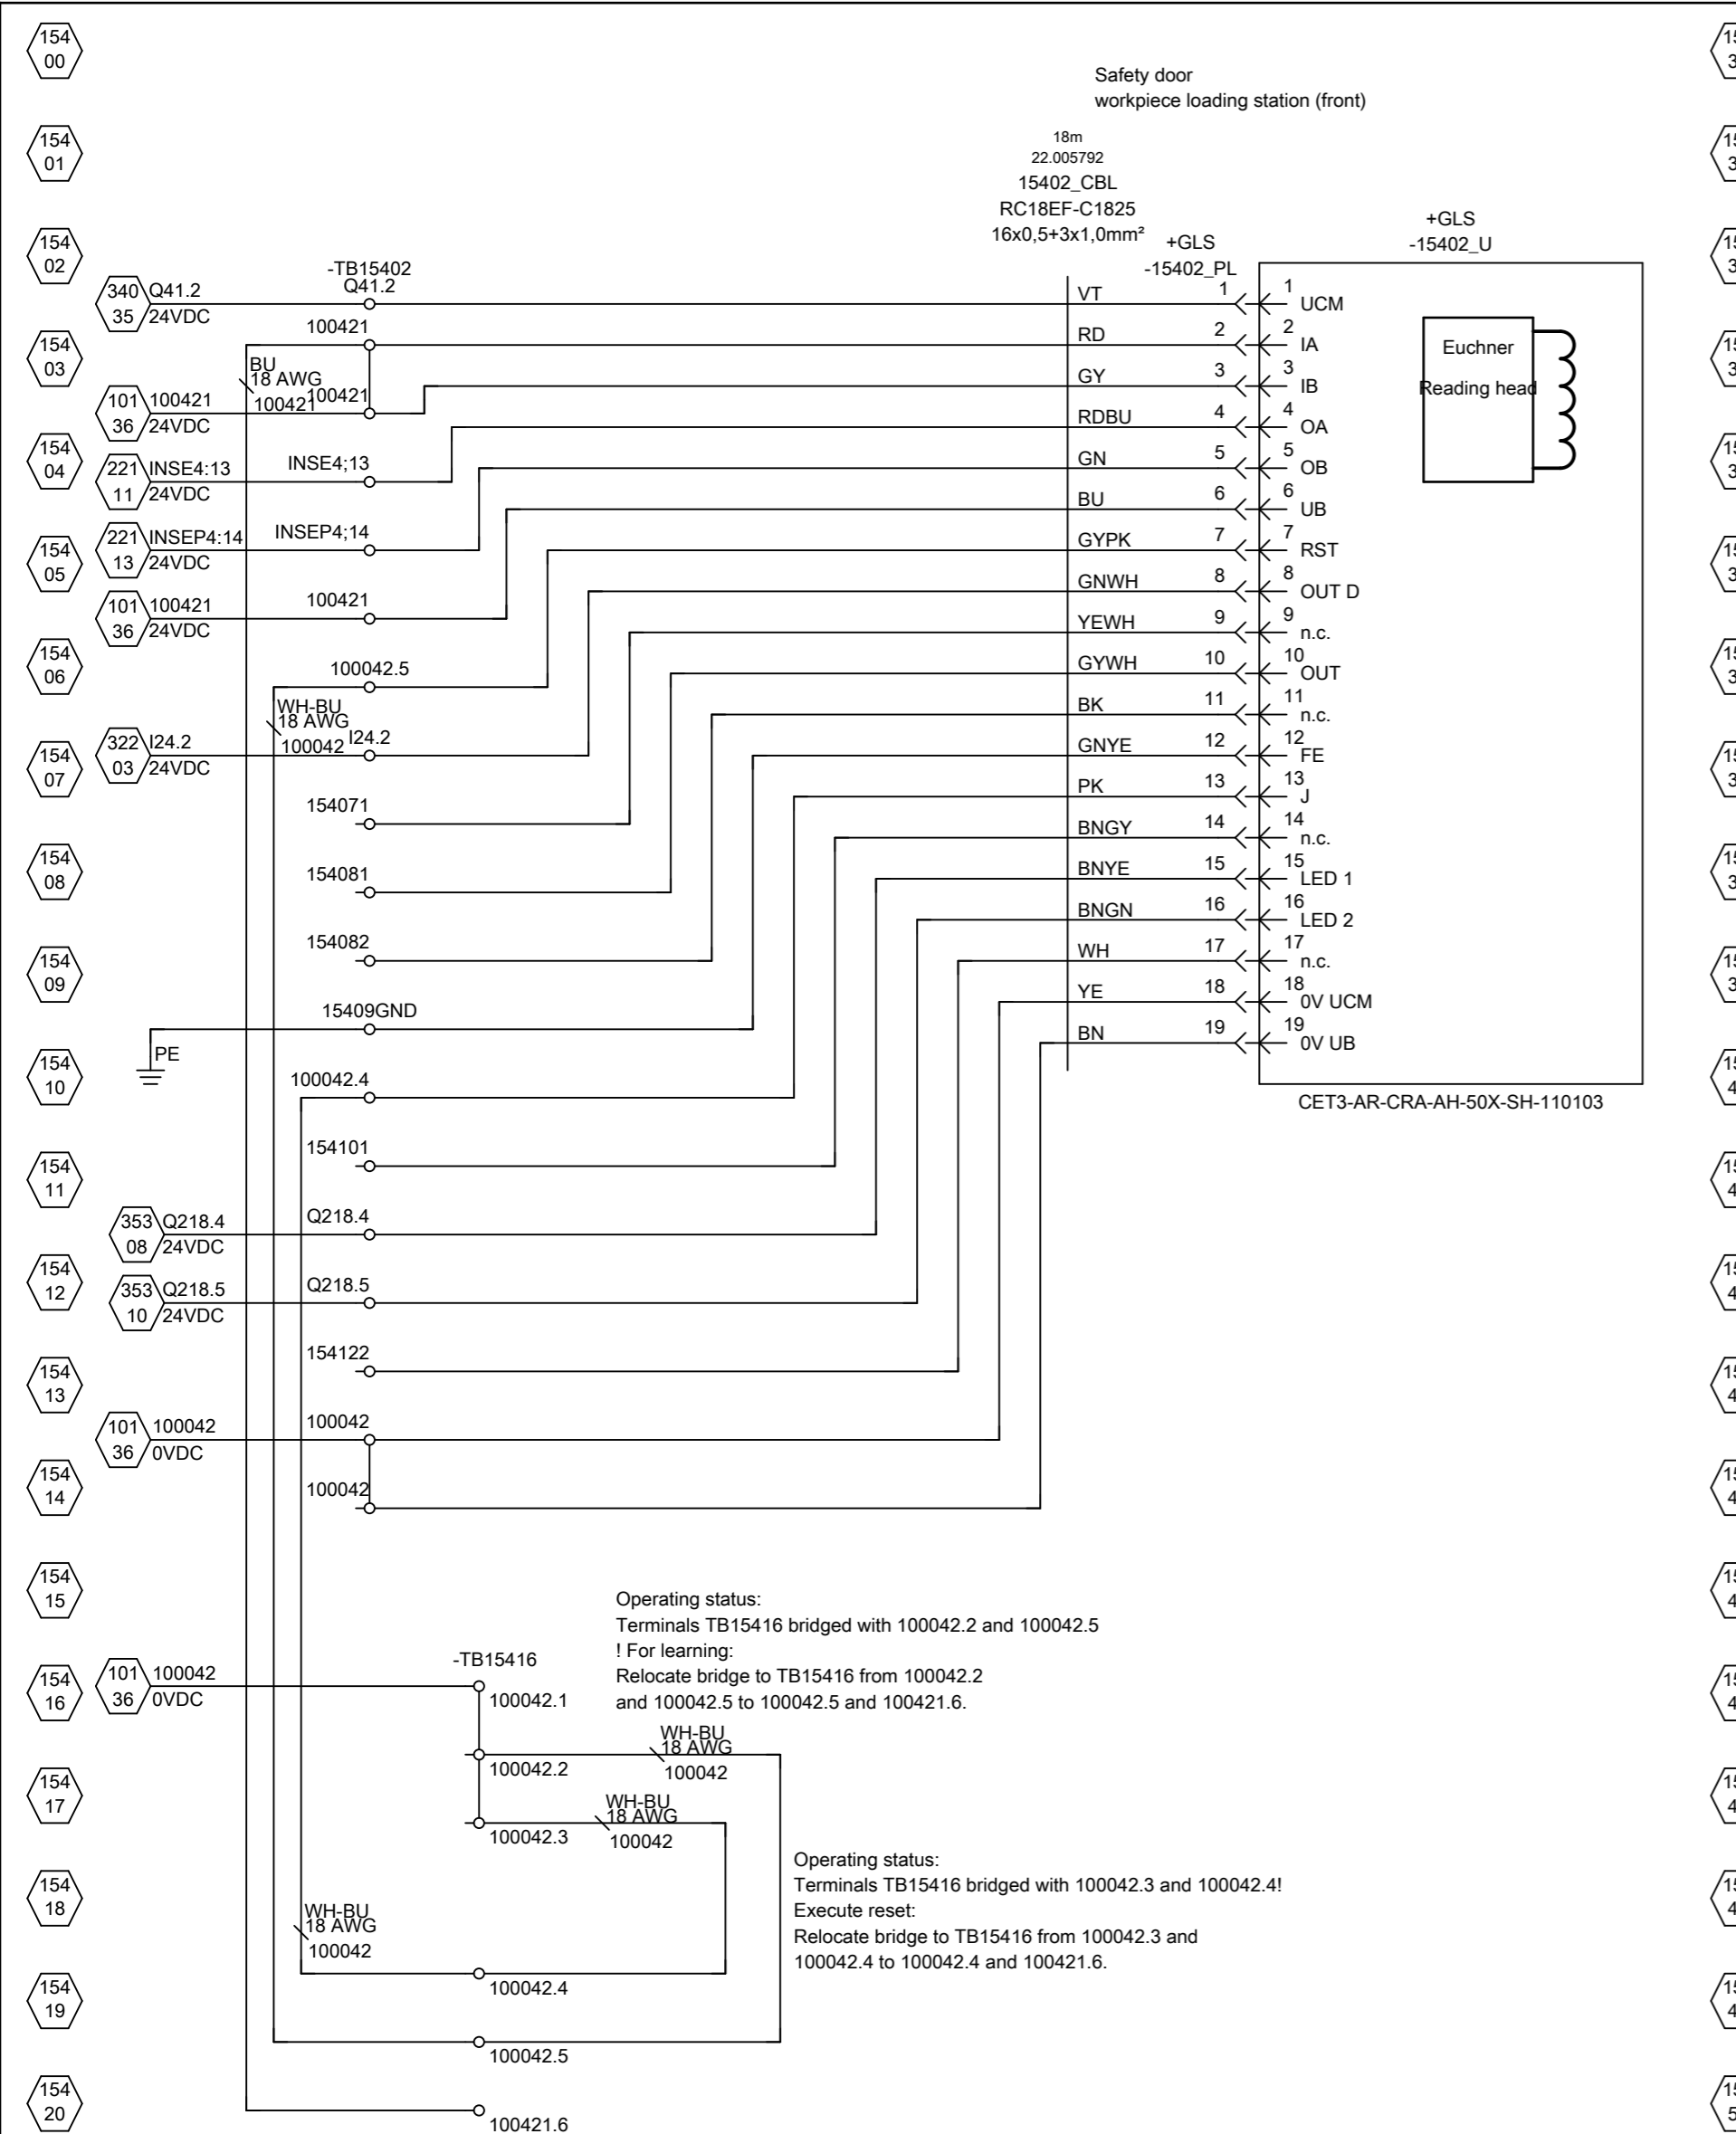 154
00
Safety door
workpiece loading station (front)
154
01
18m
22.005792
15402_CBL
RC18EF-C1825
16x0,5+3x1,0mm²
+GLS
-15402_PL
+GLS
-15402_U
154
02
-TB15402
340
35
Q41.2
24VDC
Q41.2
VT
1
1
UCM
100421
RD
2
2
IA
154
03
BU
18 AWG
100421
Euchner
Reading head
101
36
100421
24VDC
100421
GY
3
3
IB
RDBU
4
4
OA
154
04
221
11
INSE4:13
24VDC
INSE4;13
GN
5
5
OB
BU
6
6
UB
154
05
221
13
INSEP4:14
24VDC
INSEP4;14
GYPK
7
7
RST
101
36
100421
24VDC
100421
GNWH
8
8
OUT D
YEWH
9
9
n.c.
154
06
100042.5
GYWH
10
10
OUT
WH-BU
18 AWG
100042
BK
11
11
n.c.
154
07
322
03
I24.2
24VDC
I24.2
GNYE
12
12
FE
154071
PK
13
13
J
BNGY
14
14
n.c.
154
08
154081
BNYE
15
15
LED 1
BNGN
16
16
LED 2
154
09
154082
WH
17
17
n.c.
YE
18
18
0V UCM
15409GND
BN
19
19
0V UB
PE
154
10
100042.4
CET3-AR-CRA-AH-50X-SH-110103
154
11
154101
353
08
Q218.4
24VDC
Q218.4
154
12
353
10
Q218.5
24VDC
Q218.5
154
13
154122
101
36
100042
0VDC
100042
154
14
100042
154
15
Operating status:
Terminals TB15416 bridged with 100042.2 and 100042.5
! For learning:
Relocate bridge to TB15416 from 100042.2
and 100042.5 to 100042.5 and 100421.6.
154
16
101
36
100042
0VDC
-TB15416
100042.1
WH-BU
18 AWG
100042
100042.2
154
17
WH-BU
18 AWG
100042
100042.3
154
18
Operating status:
Terminals TB15416 bridged with 100042.3 and 100042.4!
Execute reset:
Relocate bridge to TB15416 from 100042.3 and
100042.4 to 100042.4 and 100421.6.
WH-BU
18 AWG
100042
100042.4
154
19
100042.5
154
20
100421.6